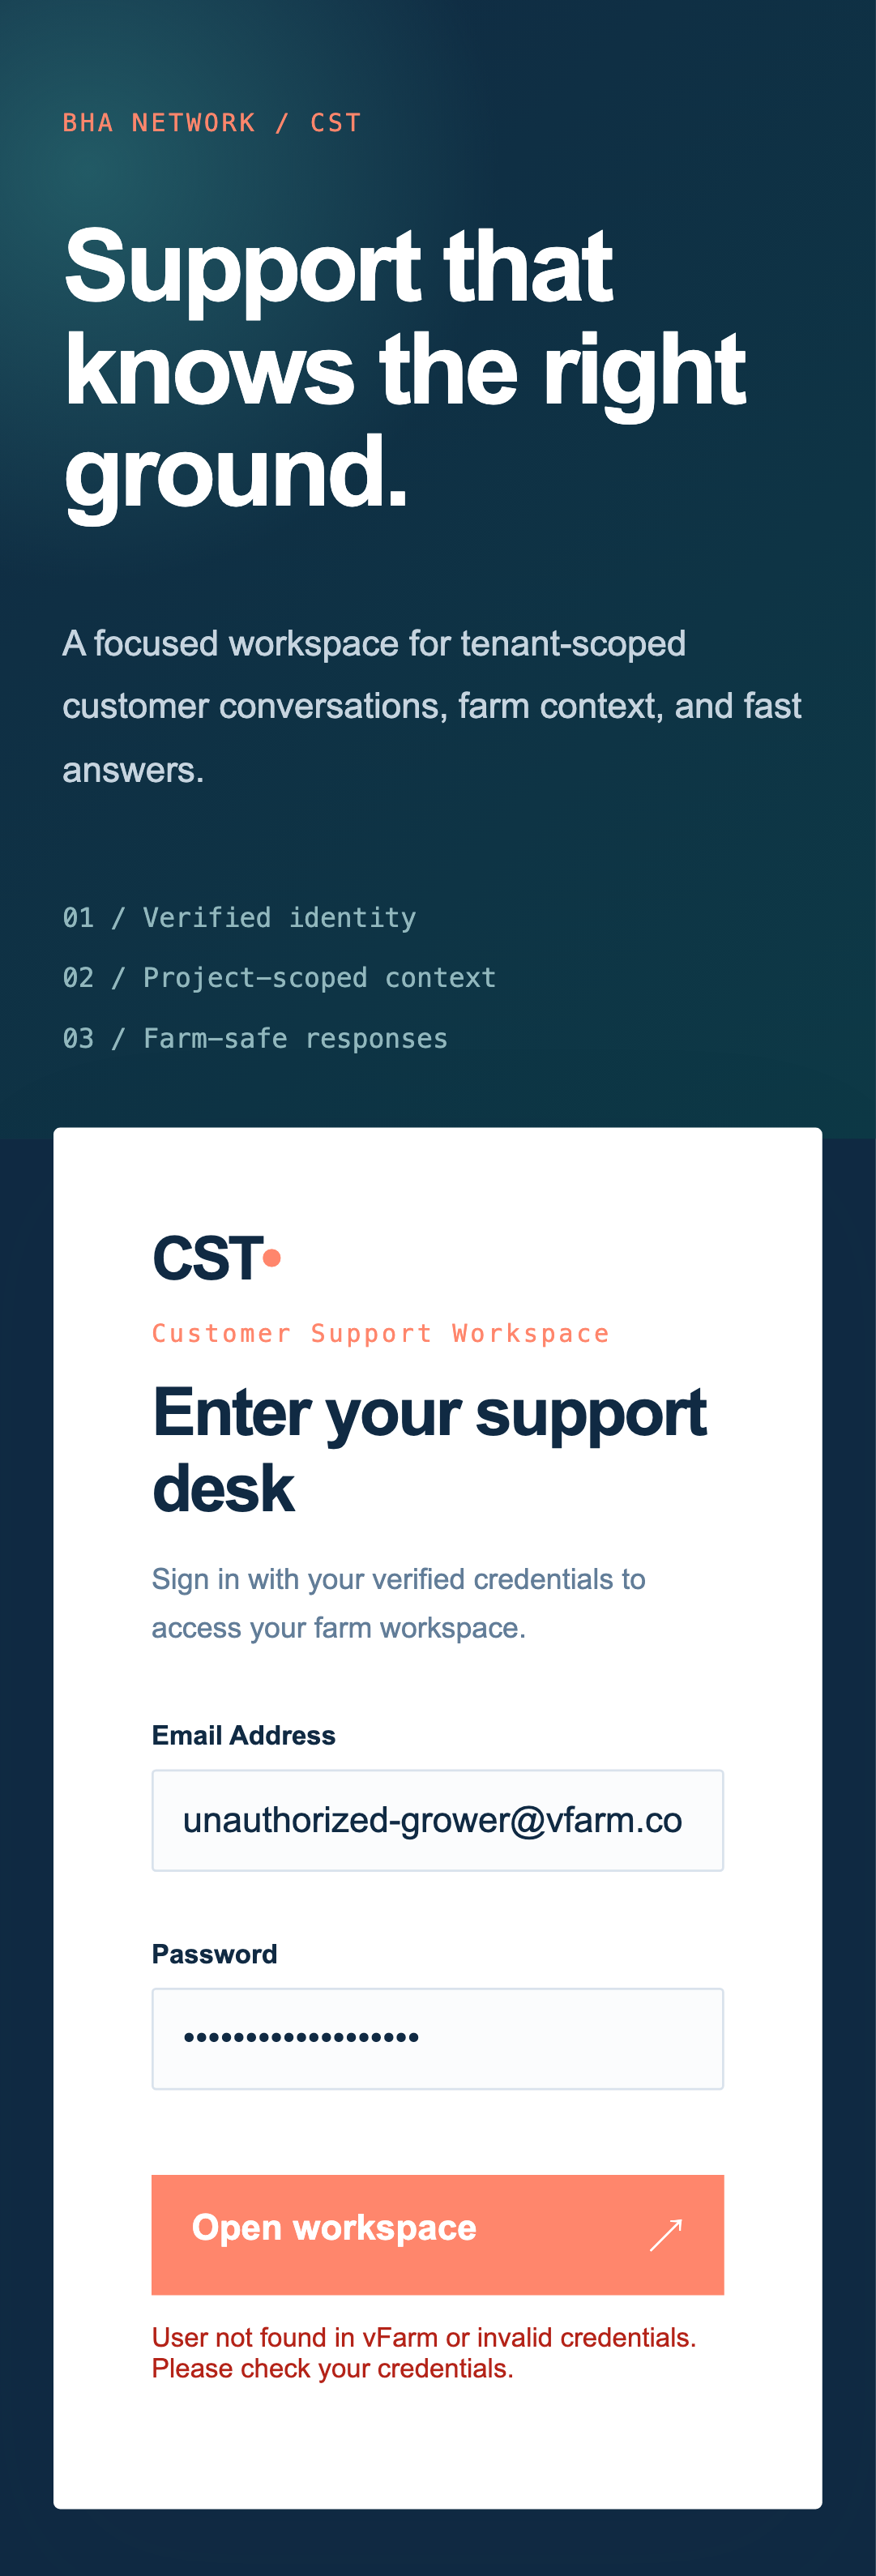 BHA NETWORK / CST
Support that
knows the right
ground.
A focused workspace for tenant-scoped
customer conversations, farm context, and fast
answers.
01 / Verified identity
02 / Project-scoped context
03 / Farm-safe responses
CST
Customer Support Workspace
Enter your support
desk
Sign in with your verified credentials to
access your farm workspace.
Email Address
unauthorized-grower@vfarm.co
Password
•••••••••••••••••••
Open workspace ↗
User not found in vFarm or invalid credentials.
Please check your credentials.